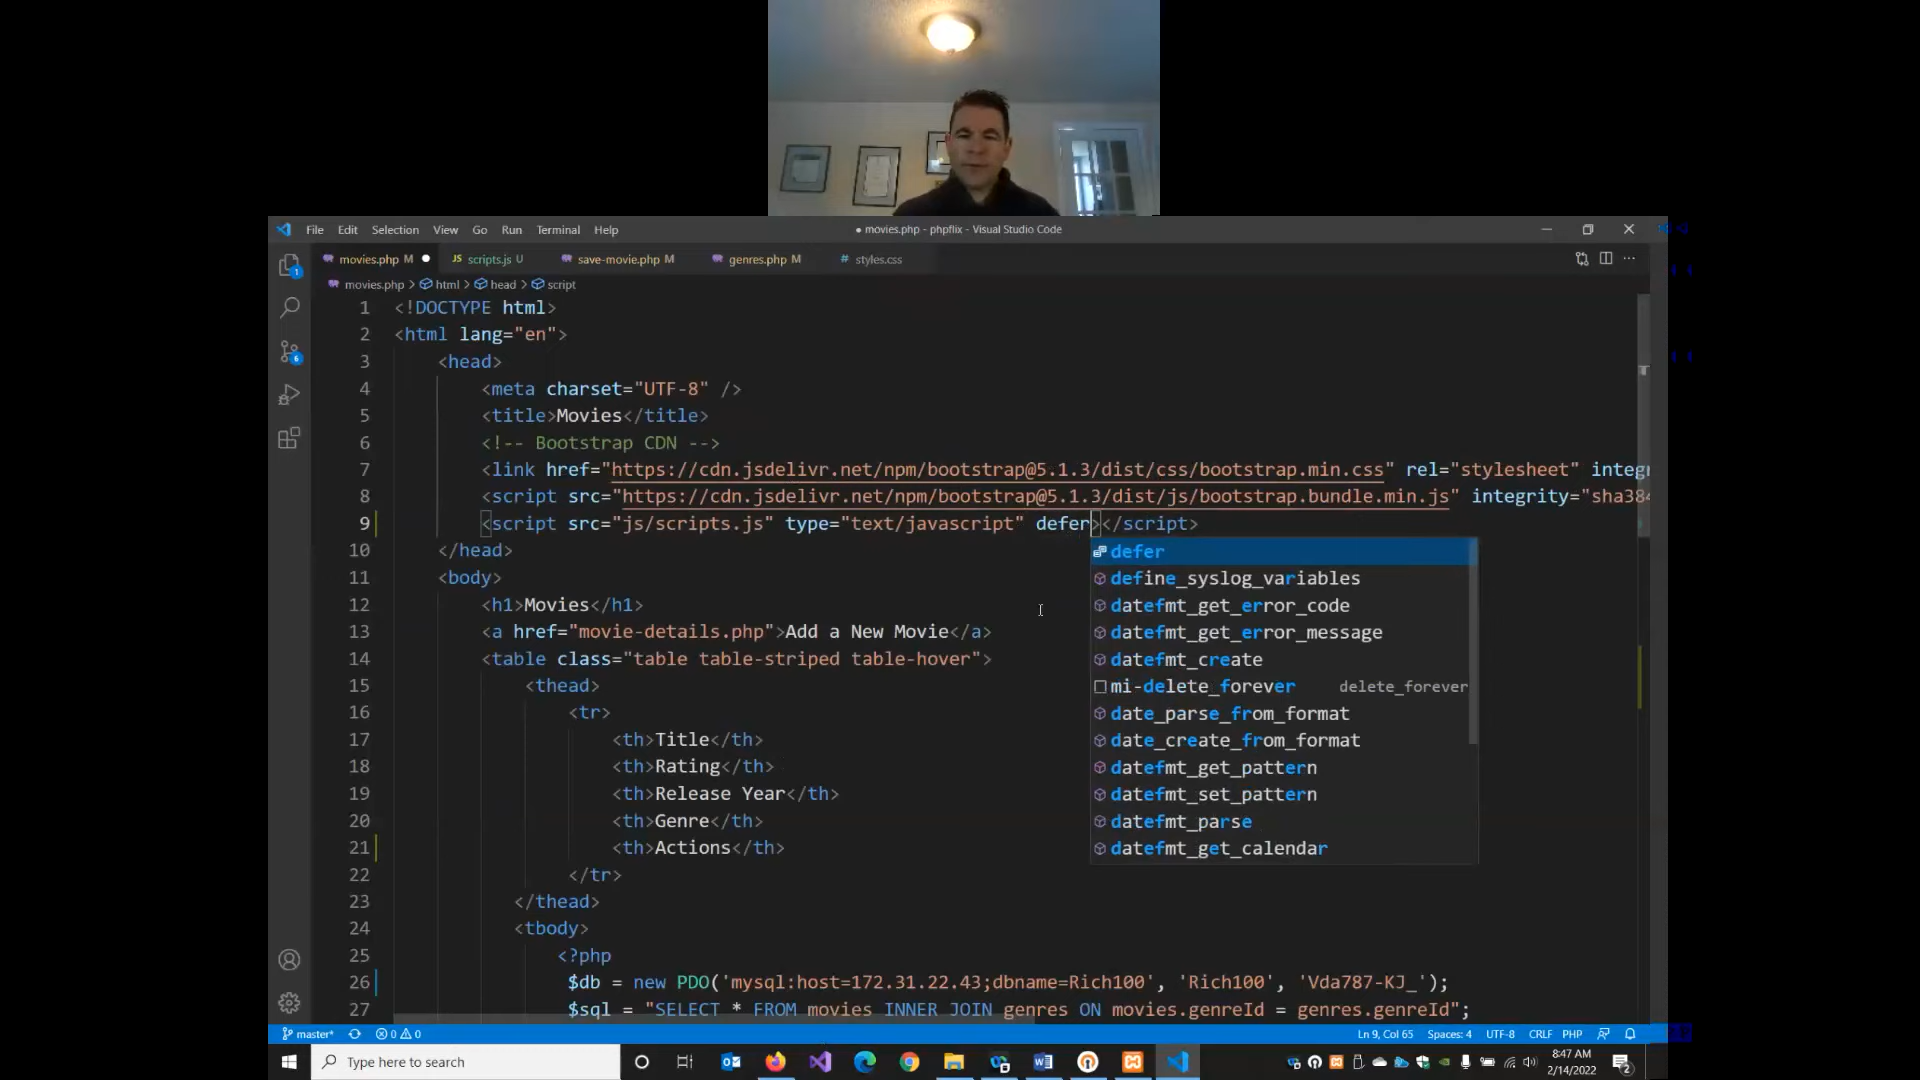 File Edit Selection View Go Run Terminal Help
● movies.php - phpflix - Visual Studio Code
movies.php M ● scripts.js U save-movie.php M genres.php M # styles.css
movies.php > html > head > script
1 <!DOCTYPE html>
2 <html lang="en">
3 <head>
4 <meta charset="UTF-8" />
5 <title>Movies</title>
6 <!-- Bootstrap CDN -->
7 <link href="https://cdn.jsdelivr.net/npm/bootstrap@5.1.3/dist/css/bootstrap.min.css" rel="stylesheet" integr
8 <script src="https://cdn.jsdelivr.net/npm/bootstrap@5.1.3/dist/js/bootstrap.bundle.min.js" integrity="sha384
9 <script src="js/scripts.js" type="text/javascript" defer></script>
10 </head>
11 <body>
12 <h1>Movies</h1>
13 <a href="movie-details.php">Add a New Movie</a>
14 <table class="table table-striped table-hover">
15 <thead>
16 <tr>
17 <th>Title</th>
18 <th>Rating</th>
19 <th>Release Year</th>
20 <th>Genre</th>
21 <th>Actions</th>
22 </tr>
23 </thead>
24 <tbody>
25 <?php
26 $db = new PDO('mysql:host=172.31.22.43;dbname=Rich100', 'Rich100', 'Vda787-KJ_');
27 $sql = "SELECT * FROM movies INNER JOIN genres ON movies.genreId = genres.genreId";
defer
define_syslog_variables
datefmt_get_error_code
datefmt_get_error_message
datefmt_create
mi-delete_forever delete_forever
date_parse_from_format
date_create_from_format
datefmt_get_pattern
datefmt_set_pattern
datefmt_parse
datefmt_get_calendar
master* 0 0 Ln 9, Col 65 Spaces: 4 UTF-8 CRLF PHP
Type here to search
8:47 AM
2/14/2022